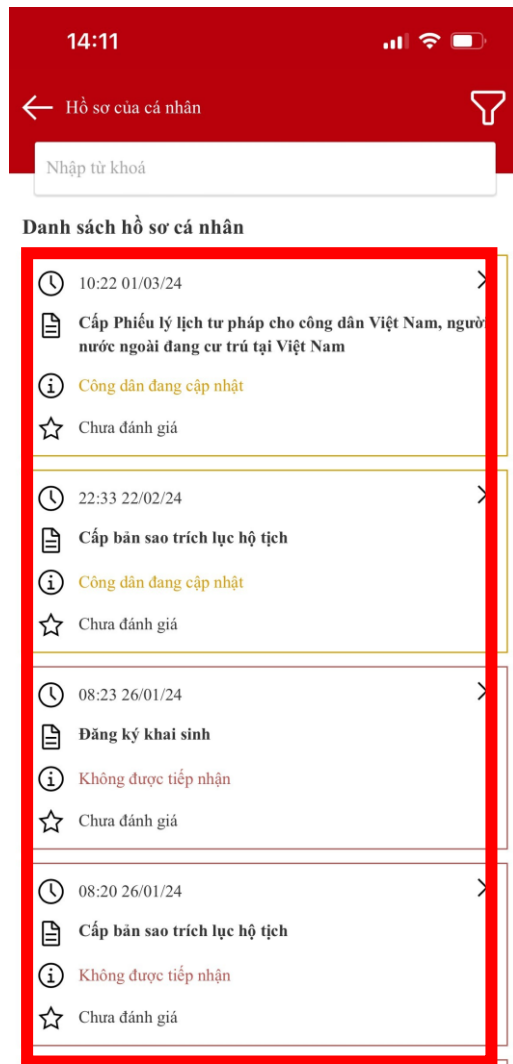 14:11
Hồ sơ của cá nhân
Nhập từ khoá
Danh sách hồ sơ cá nhân
10:22 01/03/24
Cấp Phiếu lý lịch tư pháp cho công dân Việt Nam, người
nước ngoài đang cư trú tại Việt Nam
Công dân đang cập nhật
Chưa đánh giá
22:33 22/02/24
Cấp bản sao trích lục hộ tịch
Công dân đang cập nhật
Chưa đánh giá
08:23 26/01/24
Đăng ký khai sinh
Không được tiếp nhận
Chưa đánh giá
08:20 26/01/24
Cấp bản sao trích lục hộ tịch
Không được tiếp nhận
Chưa đánh giá